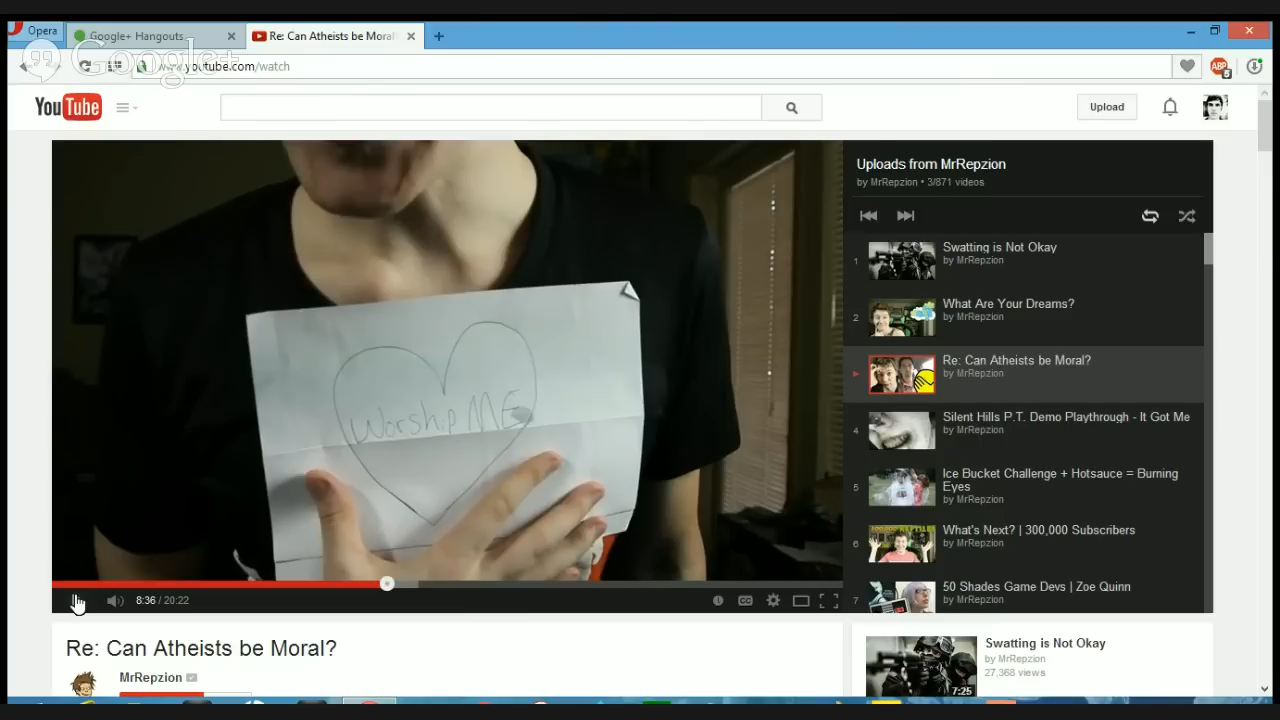 Opera
Google+ Hangouts
Re: Can Atheists be Moral
Google+
www.youtube.com/watch
ABP
5
YouTube
Upload
Uploads from MrRepzion
by MrRepzion • 3/871 videos
1
Swatting is Not Okay
by MrRepzion
2
What Are Your Dreams?
by MrRepzion
Re: Can Atheists be Moral?
by MrRepzion
4
Silent Hills P.T. Demo Playthrough - It Got Me
by MrRepzion
5
Ice Bucket Challenge + Hotsauce = Burning
Eyes
by MrRepzion
6
What's Next? | 300,000 Subscribers
by MrRepzion
7
50 Shades Game Devs | Zoe Quinn
by MrRepzion
Worship ME
8:36 / 20:22
CC
Re: Can Atheists be Moral?
MrRepzion
Swatting is Not Okay
by MrRepzion
27,368 views
7:25